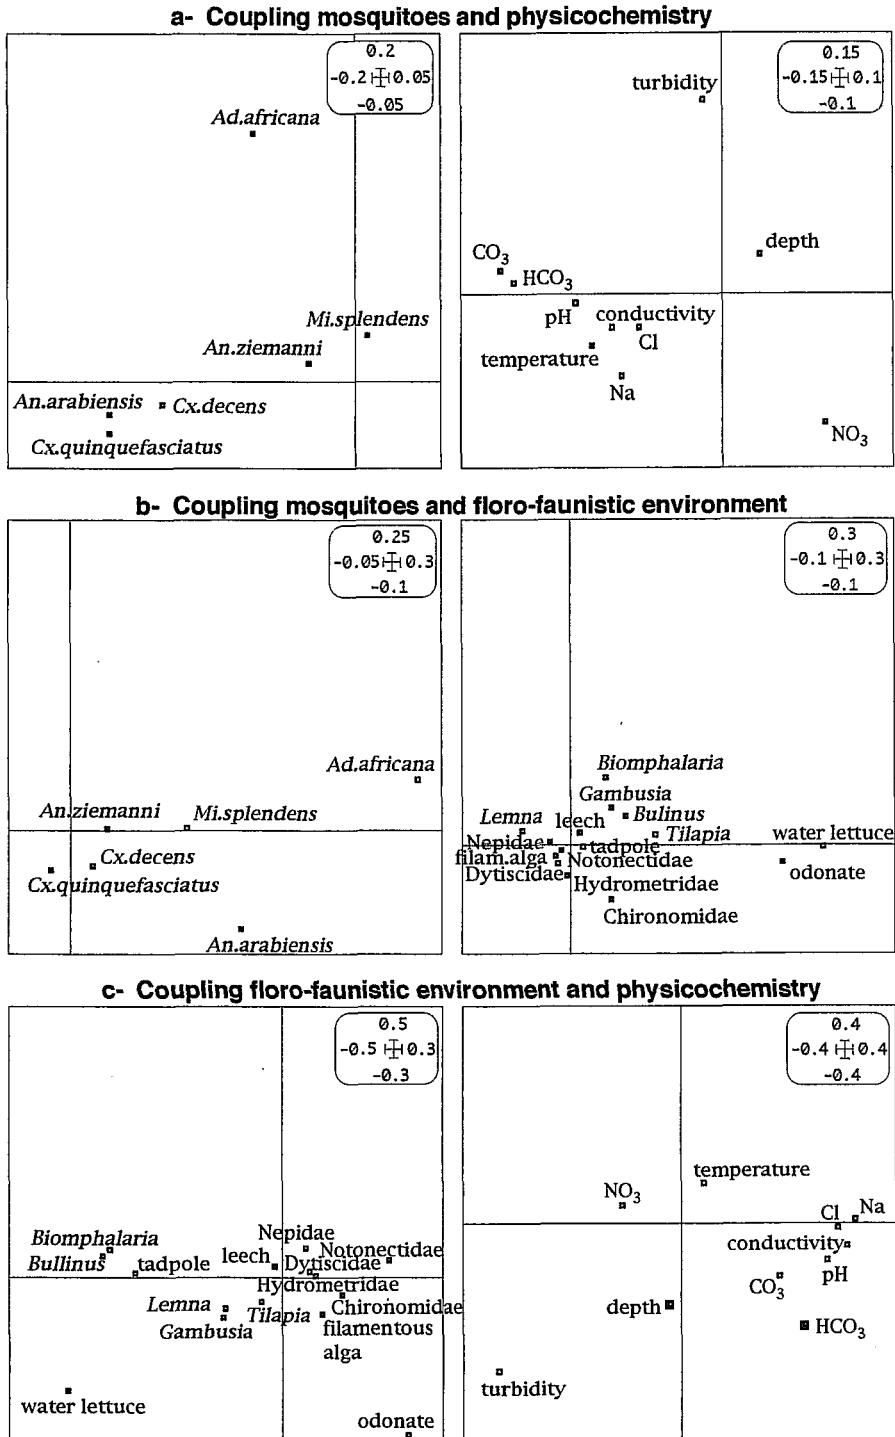 a- Coupling mosquitoes and physicochemistry
0.2
-0.2 0.05
-0.05
Ad.africana
Mi.splendens
An.ziemanni
An.arabiensis
Cx.decens
Cx.quinquefasciatus
0.15
-0.15 0.1
-0.1
turbidity
depth
CO3
HCO3
pH
conductivity
Cl
temperature
Na
NO3
b- Coupling mosquitoes and floro-faunistic environment
0.25
-0.05 0.3
-0.1
Ad.africana
An.ziemanni
Mi.splendens
Cx.decens
Cx.quinquefasciatus
An.arabiensis
0.3
-0.1 0.3
-0.1
Biomphalaria
Gambusia
Lemna
leech
Bulinus
Tilapia
water lettuce
Nepidae
tadpole
filam.alga
Notonectidae
odonate
Dytiscidae
Hydrometridae
Chironomidae
c- Coupling floro-faunistic environment and physicochemistry
0.5
-0.5 0.3
-0.3
Nepidae
Biomphalaria
Notonectidae
Bullinus
tadpole
leech
Dytiscidae
Hydrometridae
Lemna
Tilapia
Chironomidae
Gambusia
filamentous
alga
water lettuce
odonate
0.4
-0.4 0.4
-0.4
temperature
NO3
Cl
Na
conductivity
pH
CO3
depth
HCO3
turbidity